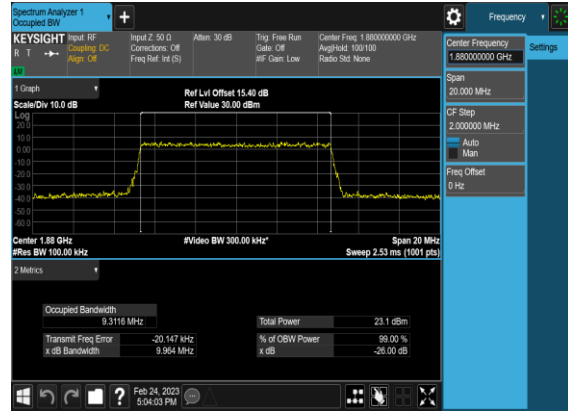 Spectrum Analyzer 1
Occupied BW
Frequency
KEYSIGHT
R T
LXI
Input: RF
Coupling: DC
Align: Off
Input Z: 50 Ω
Corrections: Off
Freq Ref: Int (S)
Atten: 30 dB
Trig: Free Run
Gate: Off
#IF Gain: Low
Center Freq: 1.880000000 GHz
Avg|Hold: 100/100
Radio Std: None
Center Frequency
1.880000000 GHz
Settings
Span
20.000 MHz
CF Step
2.000000 MHz
Auto
Man
Freq Offset
0 Hz
1 Graph
Scale/Div 10.0 dB
Ref Lvl Offset 15.40 dB
Ref Value 30.00 dBm
Log
20.0
10.0
0.00
-10.0
-20.0
-30.0
-40.0
-50.0
-60.0
Center 1.88 GHz
#Video BW 300.00 kHz*
Span 20 MHz
#Res BW 100.00 kHz
Sweep 2.53 ms (1001 pts)
2 Metrics
Occupied Bandwidth
9.3116 MHz
Total Power
23.1 dBm
Transmit Freq Error
-20.147 kHz
% of OBW Power
99.00 %
x dB Bandwidth
9.964 MHz
x dB
-26.00 dB
?
Feb 24, 2023
5:04:03 PM